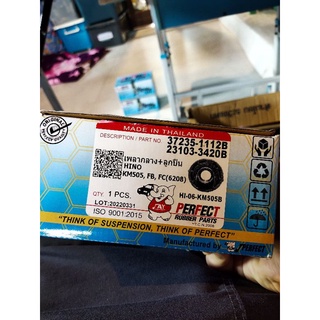 ORIGINAL
MADE IN THAILAND
DESCRIPTION / PART NO.
37235-1112B
23103-3420B
เพลากลาง+ลูกปืน
HINO
KM505, FB, FC(6208)
QTY. 1 PCS.
LOT:20220331
ISO 9001:2015
HI-06-KM505B
PERFECT
RUBBER PARTS
"THINK OF SUSPENSION, THINK OF PERFECT"
Manufactured by PERFECT